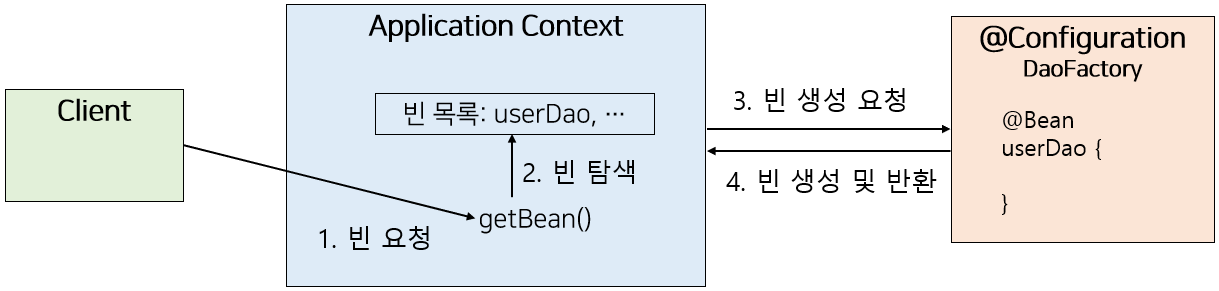 Client
Application Context
빈 목록: userDao, …
2. 빈 탐색
getBean()
1. 빈 요청
3. 빈 생성 요청
4. 빈 생성 및 반환
@Configuration
DaoFactory
@Bean
userDao {
}